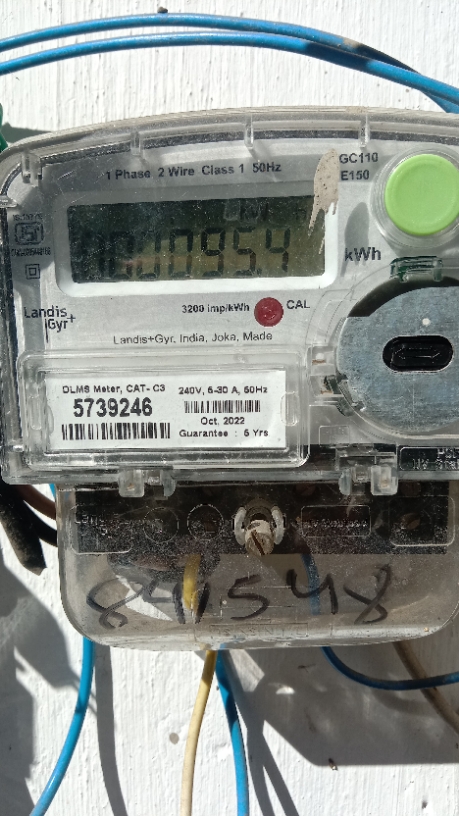 1 Phase 2 Wire Class 1 50Hz
GC110
E150
kWh
3200 imp/kWh
CAL
Landis+
Gyr
Landis+Gyr, India, Joka, Made
DLMS Meter, CAT- C3
5739246
240V, 5-30 A, 50Hz
Oct, 2022
Guarantee : 5 Yrs
841548